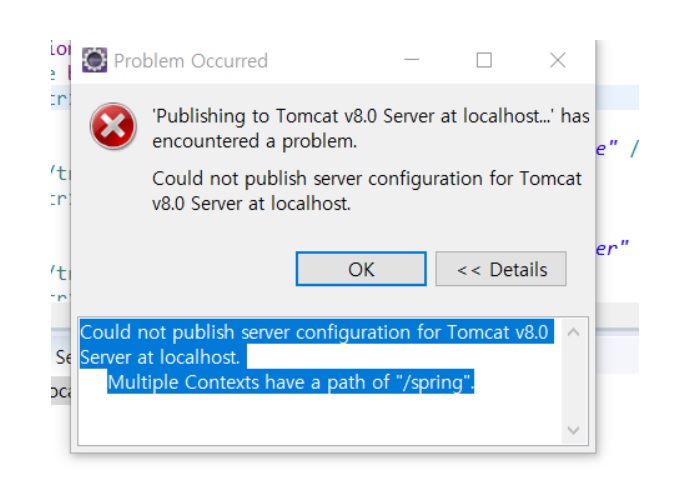 Problem Occurred
'Publishing to Tomcat v8.0 Server at localhost...' has
encountered a problem.
e" /
Could not publish server configuration for Tomcat
v8.0 Server at localhost.
er"
OK
<< Details
Could not publish server configuration for Tomcat v8.0
Server at localhost.
Multiple Contexts have a path of "/spring".